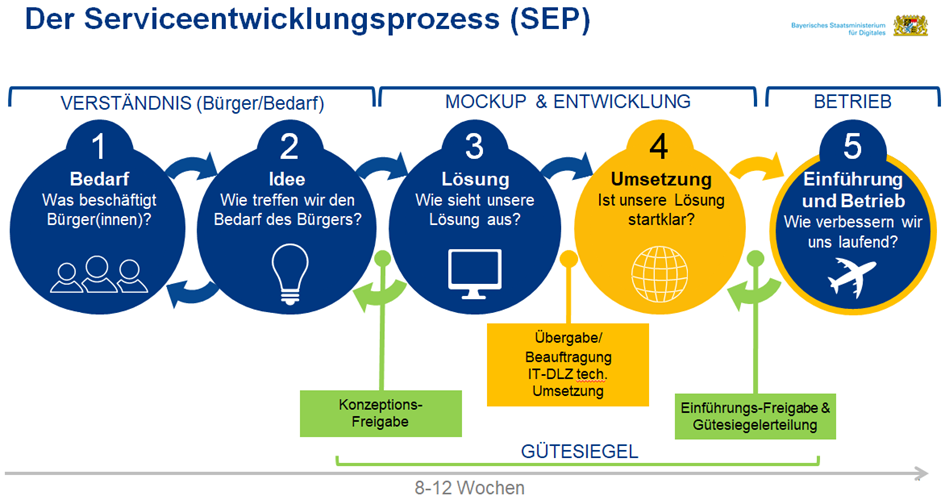 Der Serviceentwicklungsprozess (SEP)
Bayerisches Staatsministerium
für Digitales
VERSTÄNDNIS (Bürger/Bedarf)
MOCKUP & ENTWICKLUNG
BETRIEB
1
Bedarf
Was beschäftigt
Bürger(innen)?
2
Idee
Wie treffen wir den
Bedarf des Bürgers?
3
Lösung
Wie sieht unsere
Lösung aus?
4
Umsetzung
Ist unsere Lösung
startklar?
5
Einführung
und Betrieb
Wie verbessern wir
uns laufend?
Konzeptions-
Freigabe
Übergabe/
Beauftragung
IT-DLZ tech.
Umsetzung
Einführungs-Freigabe &
Gütesiegelerteilung
GÜTESIEGEL
8-12 Wochen